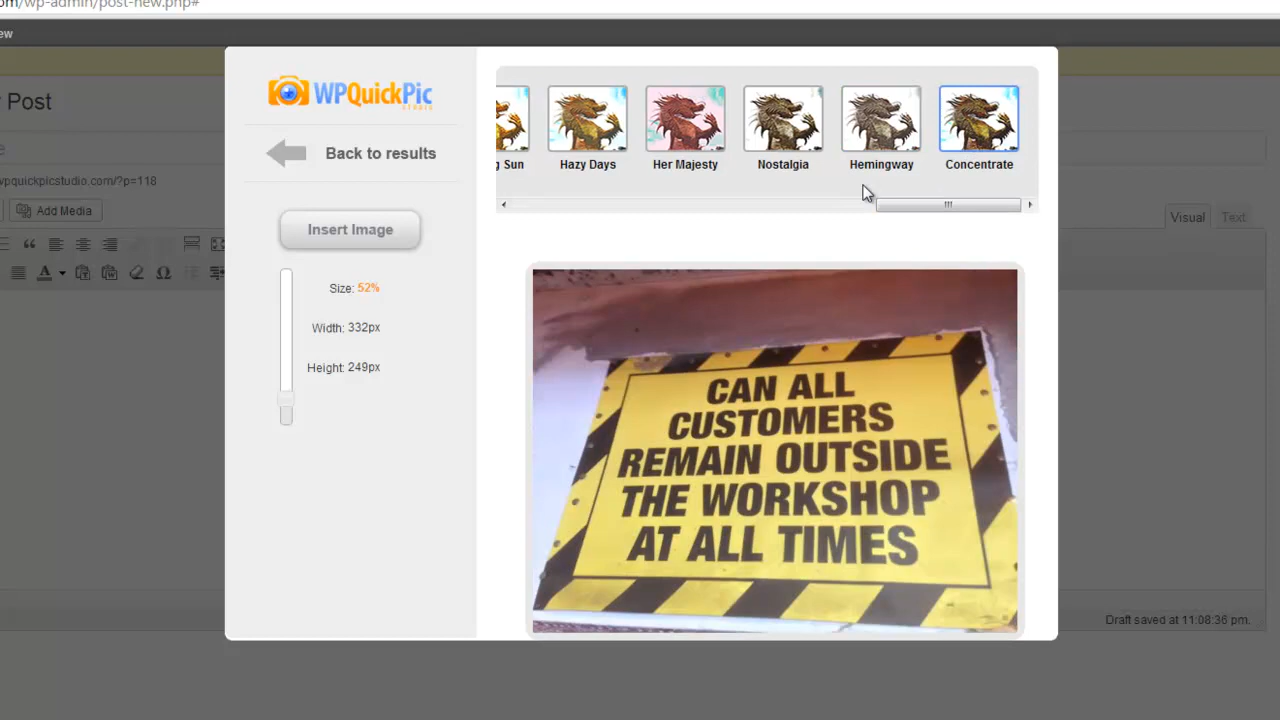 com/wp-admin/post-new.php#
ew
Post
wpquickpicstudio.com/?p=118
Add Media
Visual
Text
WPQuickPic
STUDIO
Back to results
Insert Image
Size: 52%
Width: 332px
Height: 249px
g Sun
Hazy Days
Her Majesty
Nostalgia
Hemingway
Concentrate
CAN ALL
CUSTOMERS
REMAIN OUTSIDE
THE WORKSHOP
AT ALL TIMES
Draft saved at 11:08:36 pm.